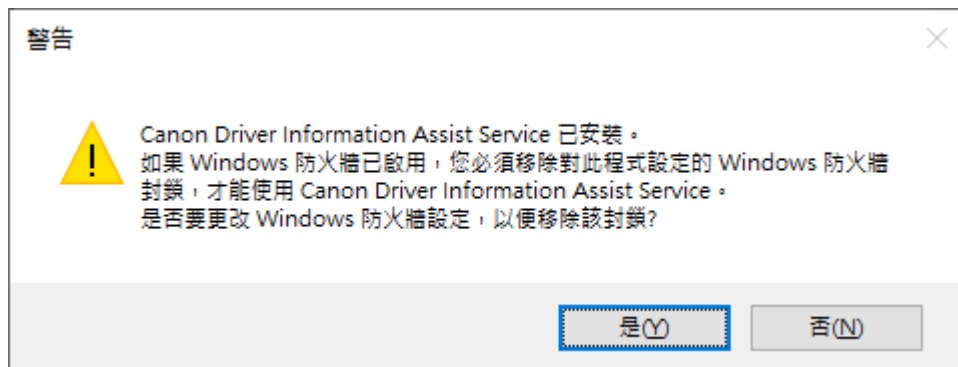 警告
Canon Driver Information Assist Service 已安裝。
如果 Windows 防火牆已啟用，您必須移除對此程式設定的 Windows 防火牆
封鎖，才能使用 Canon Driver Information Assist Service。
是否要更改 Windows 防火牆設定，以便移除該封鎖?
是(Y)
否(N)